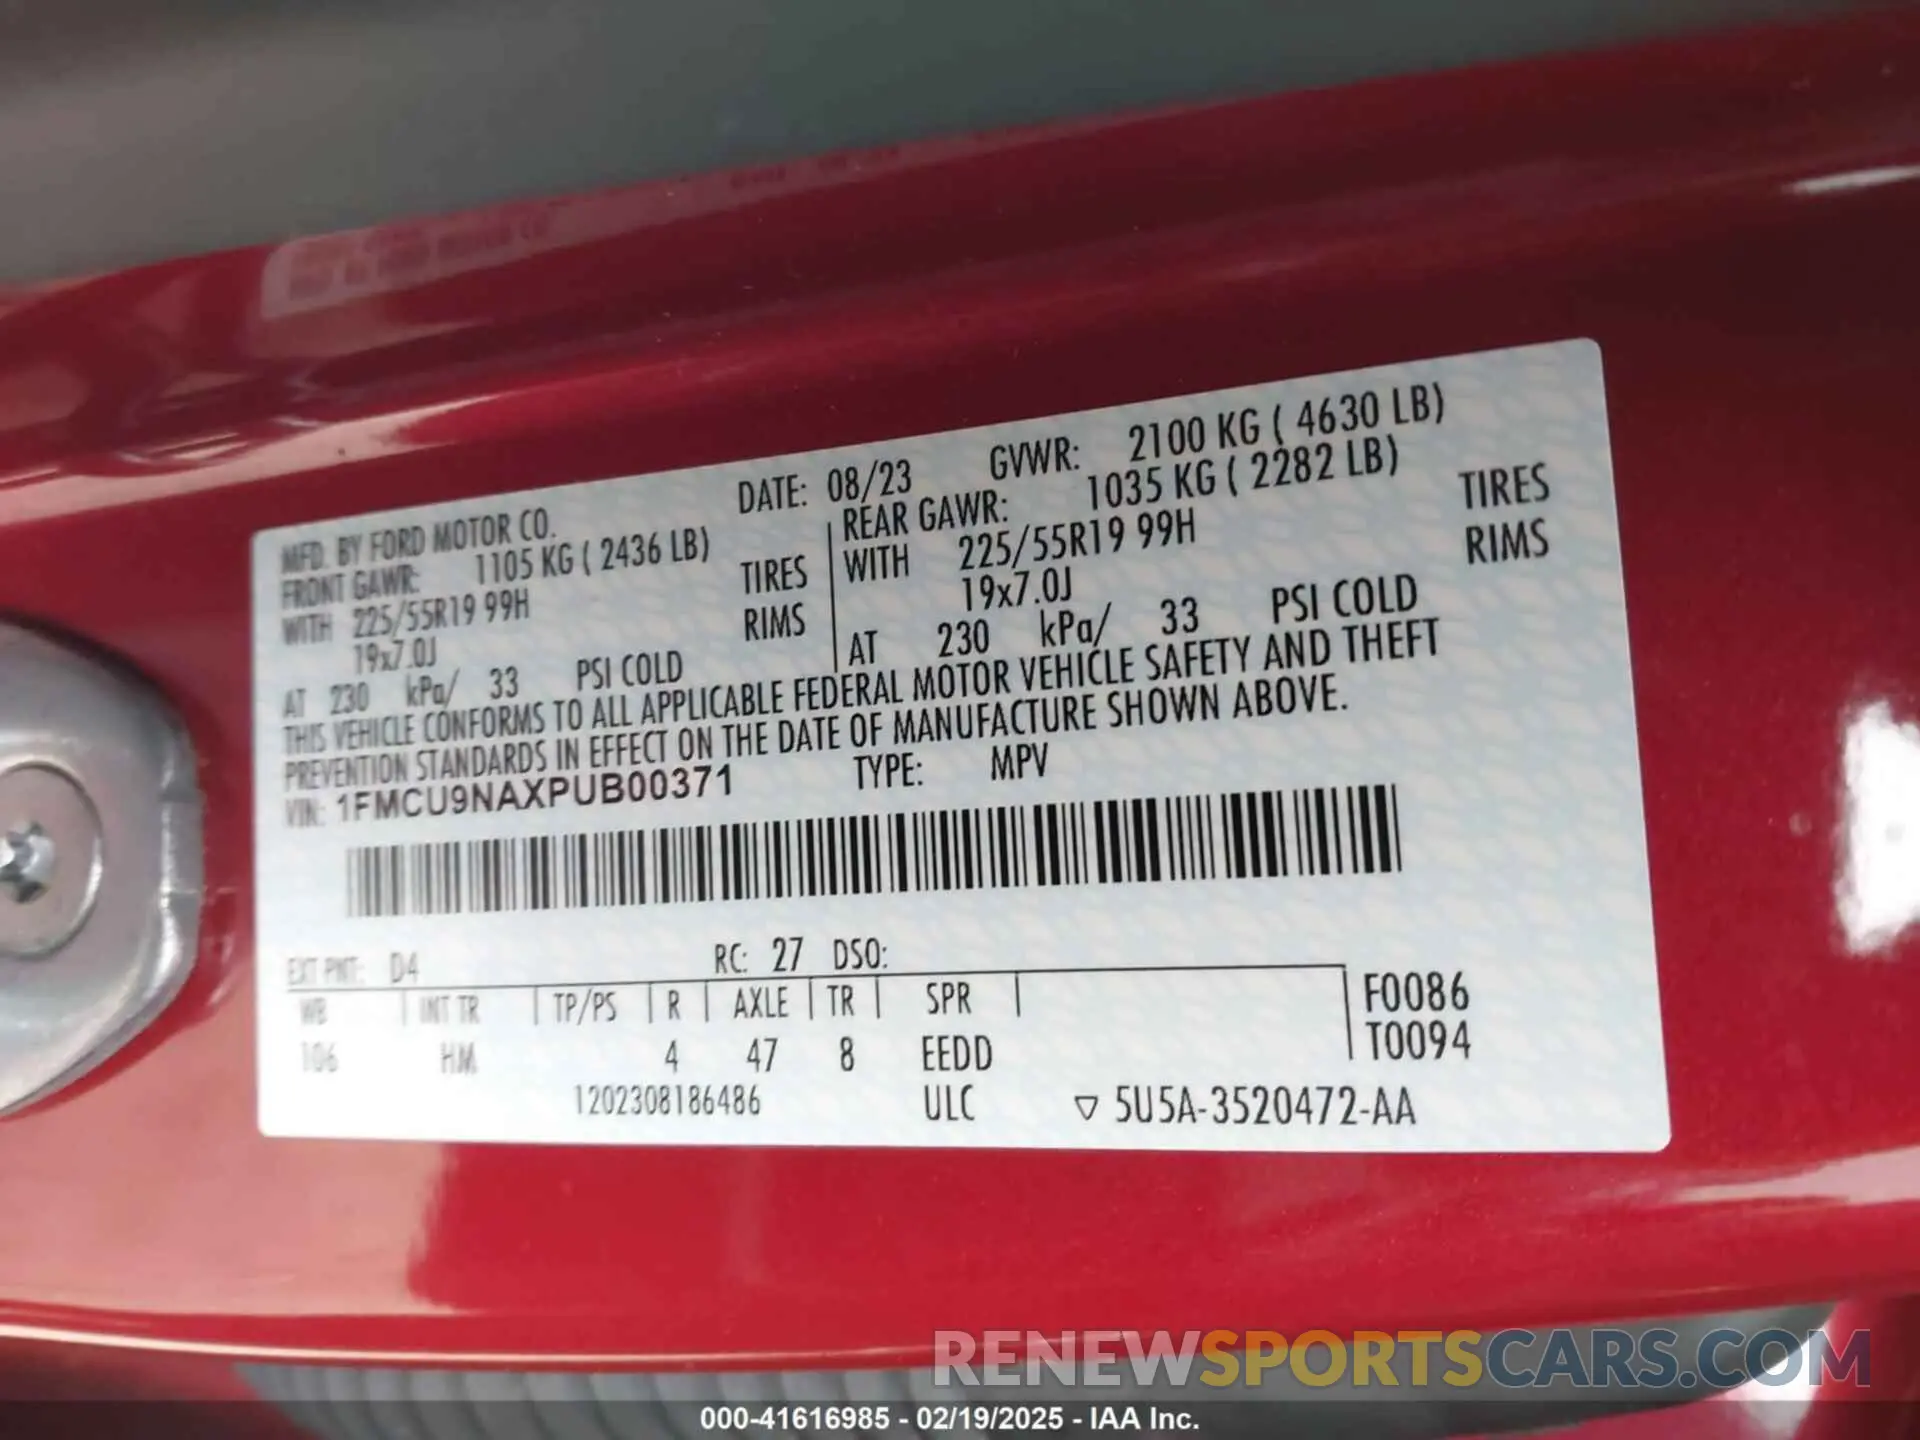 MFD. BY FORD MOTOR CO. DATE: 08/23 GVWR: 2100 KG ( 4630 LB)
FRONT GAWR: 1105 KG ( 2436 LB) REAR GAWR: 1035 KG ( 2282 LB)
WITH 225/55R19 99H TIRES WITH 225/55R19 99H TIRES
19x7.0J RIMS 19x7.0J RIMS
AT 230 kPa/ 33 PSI COLD AT 230 kPa/ 33 PSI COLD
THIS VEHICLE CONFORMS TO ALL APPLICABLE FEDERAL MOTOR VEHICLE SAFETY AND THEFT
PREVENTION STANDARDS IN EFFECT ON THE DATE OF MANUFACTURE SHOWN ABOVE.
VIN: 1FMCU9NAXPUB00371 TYPE: MPV
EXT PNT: D4 RC: 27 DSO:
WB INT TR TP/PS R AXLE TR SPR F0086
106 HM 4 47 8 EEDD T0094
1202308186486 ULC ▽ 5U5A-3520472-AA
RENEWSPORTSCARS.COM
000-41616985 - 02/19/2025 - IAA Inc.